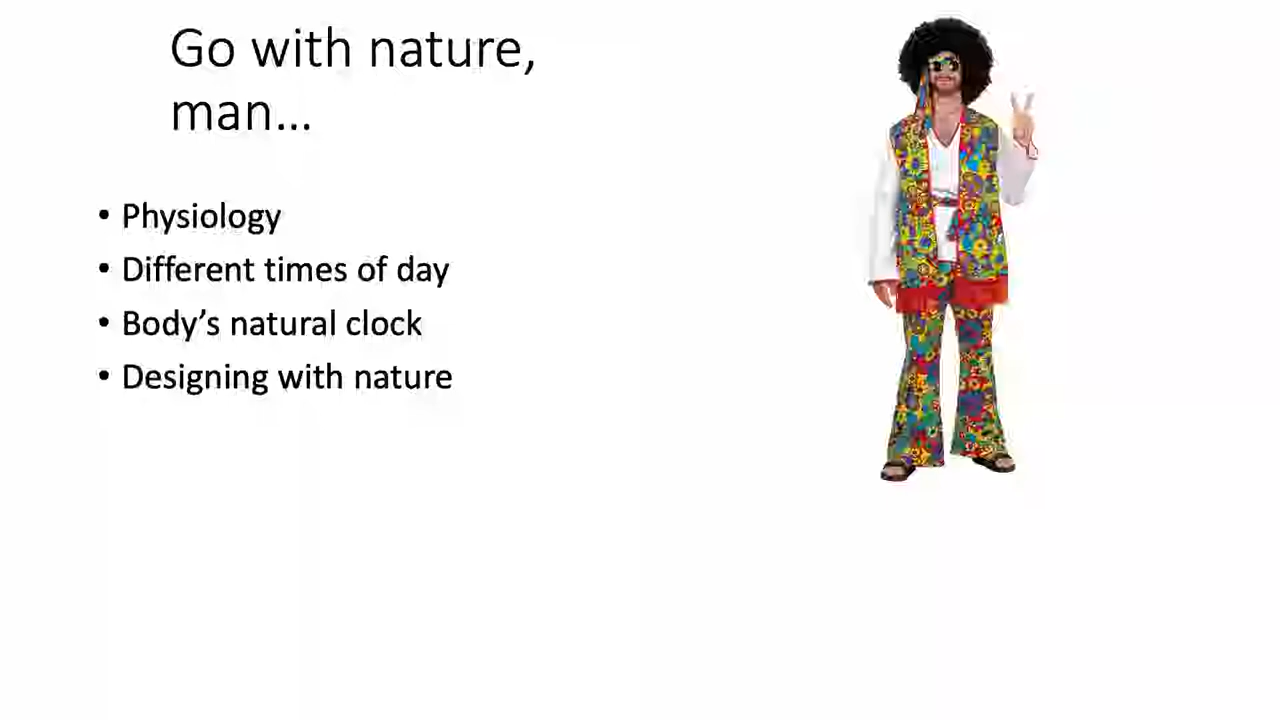 Go with nature,
man...
• Physiology
• Different times of day
• Body’s natural clock
• Designing with nature